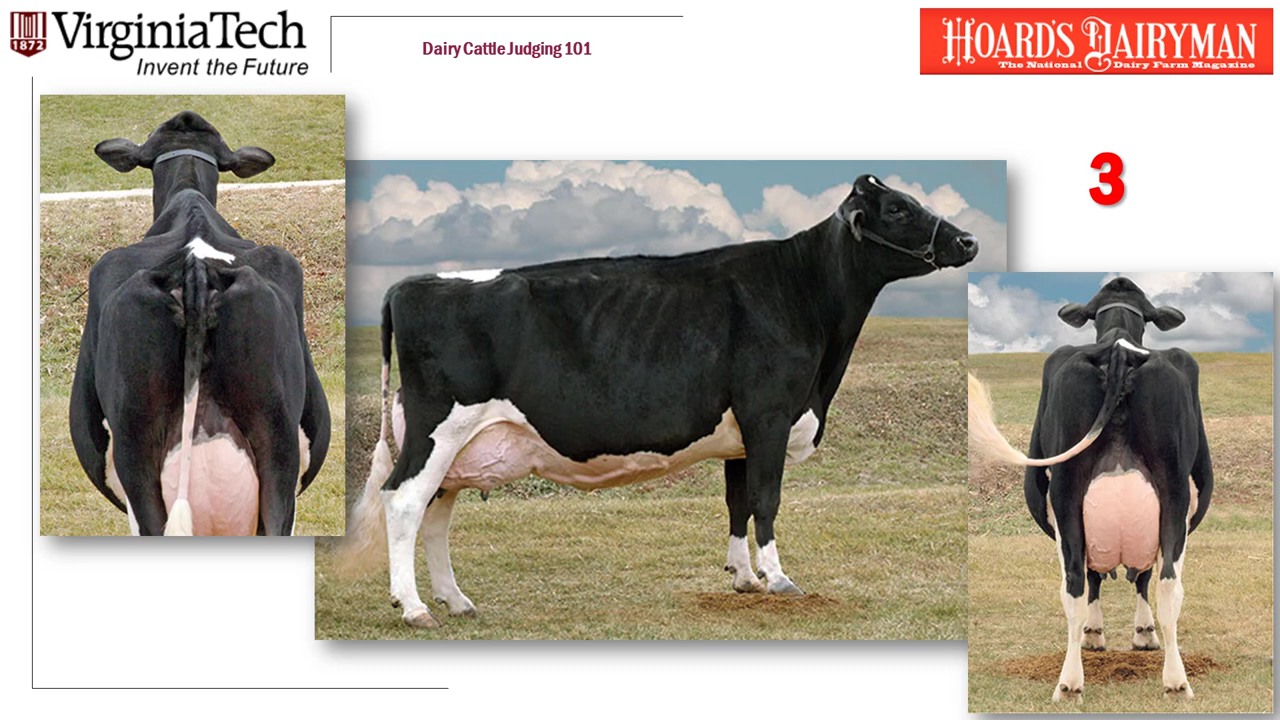 1872
VirginiaTech
Invent the Future
Dairy Cattle Judging 101
HOARD'S DAIRYMAN
The National Dairy Farm Magazine
3